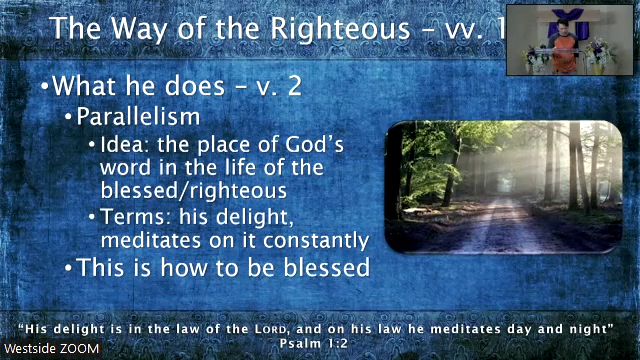 The Way of the Righteous – vv. 1
•What he does – v. 2
•Parallelism
•Idea: the place of God's
word in the life of the
blessed/righteous
•Terms: his delight,
meditates on it constantly
•This is how to be blessed
“His delight is in the law of the LORD, and on his law he meditates day and night”
Psalm 1:2
Westside ZOOM